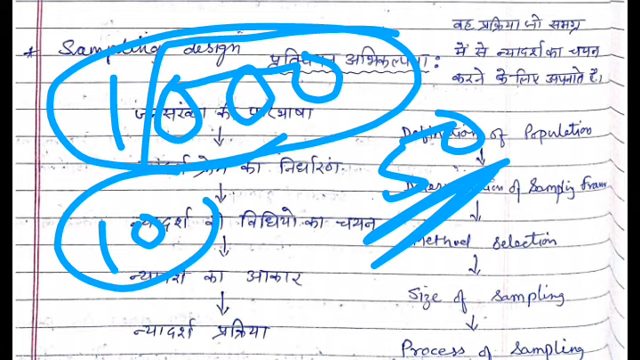 * Sampling design
प्रतिचयन अभिकल्पना:
वह प्रक्रिया जो समग्र
में से न्यादर्श का चयन
करने के लिए अपनाते है।
1000
जनसंख्या की परिभाषा
↓
का निर्धारण
↓
10
न्यादर्श की विधियो का चयन
↓
न्यादर्श का आकार
↓
न्यादर्श प्रक्रिया
50
Definition of Population
↓
of Samplig fram
↓
Method Selection
↓
Size of Sampling
↓
Process of Sampling